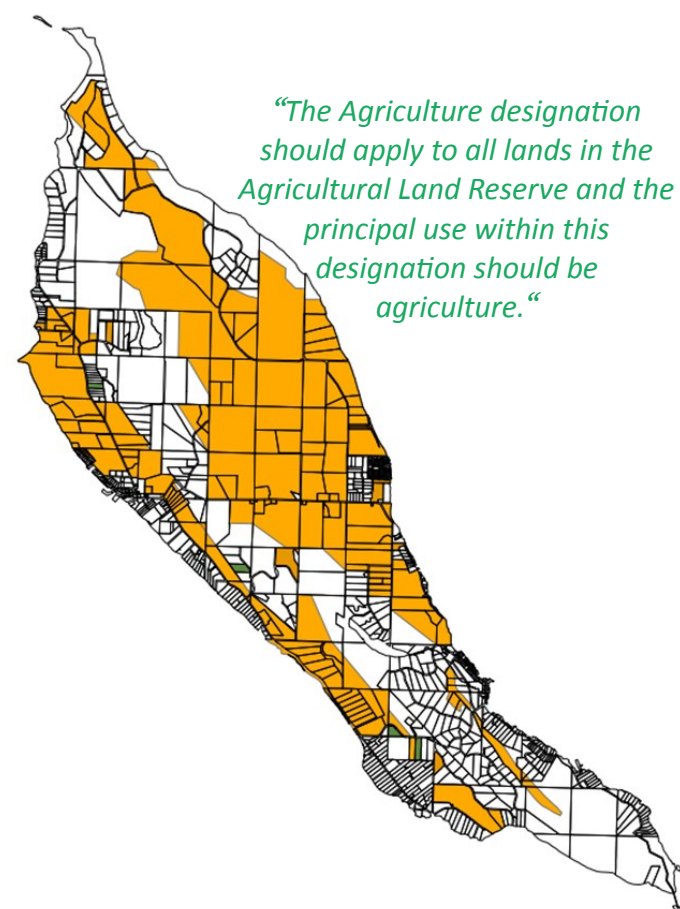 “The Agriculture designation
should apply to all lands in the
Agricultural Land Reserve and the
principal use within this
designation should be
agriculture.“